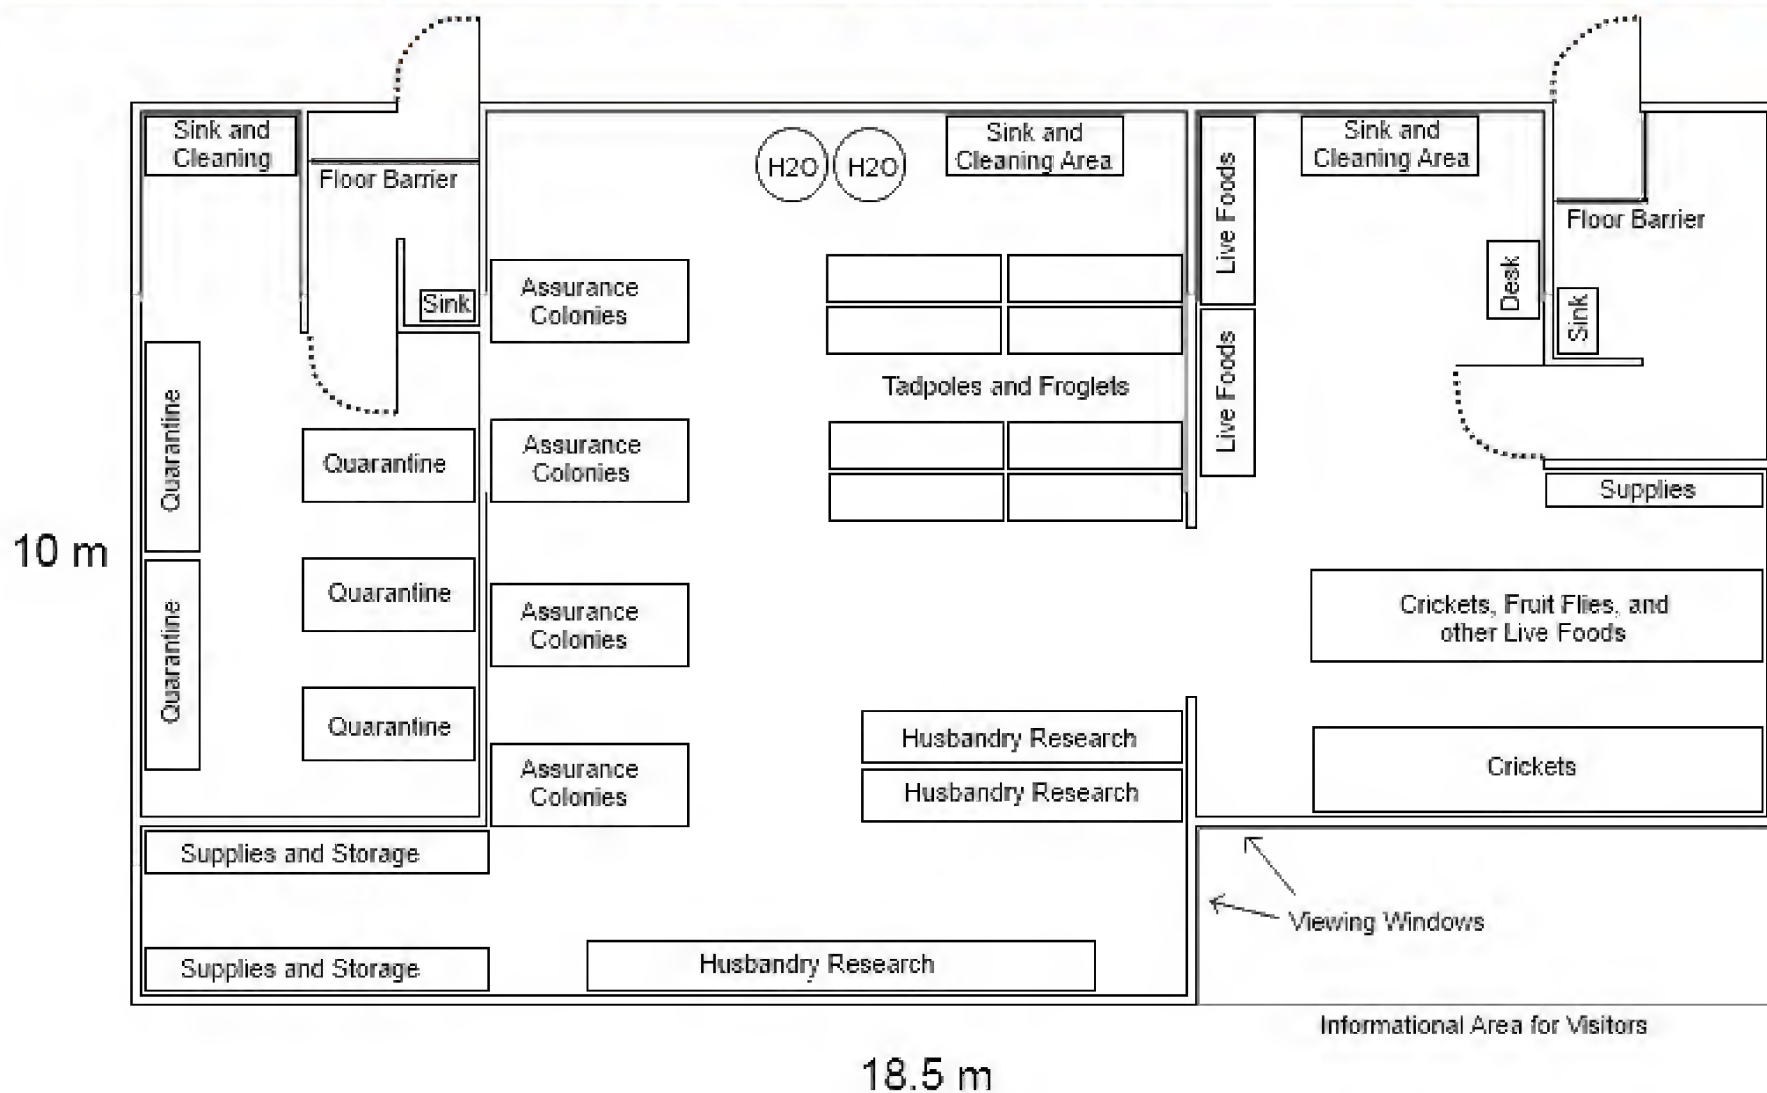 Sink and
Cleaning
Floor Barrier
Sink
H2O
H2O
Sink and
Cleaning Area
Live Foods
Live Foods
Sink and
Cleaning Area
Desk
Floor Barrier
Sink
Supplies
Assurance
Colonies
Tadpoles and Froglets
Quarantine
Quarantine
Assurance
Colonies
10 m
Quarantine
Quarantine
Assurance
Colonies
Crickets, Fruit Flies, and
other Live Foods
Quarantine
Husbandry Research
Husbandry Research
Assurance
Colonies
Crickets
Supplies and Storage
Viewing Windows
Supplies and Storage
Husbandry Research
Informational Area for Visitors
18.5 m